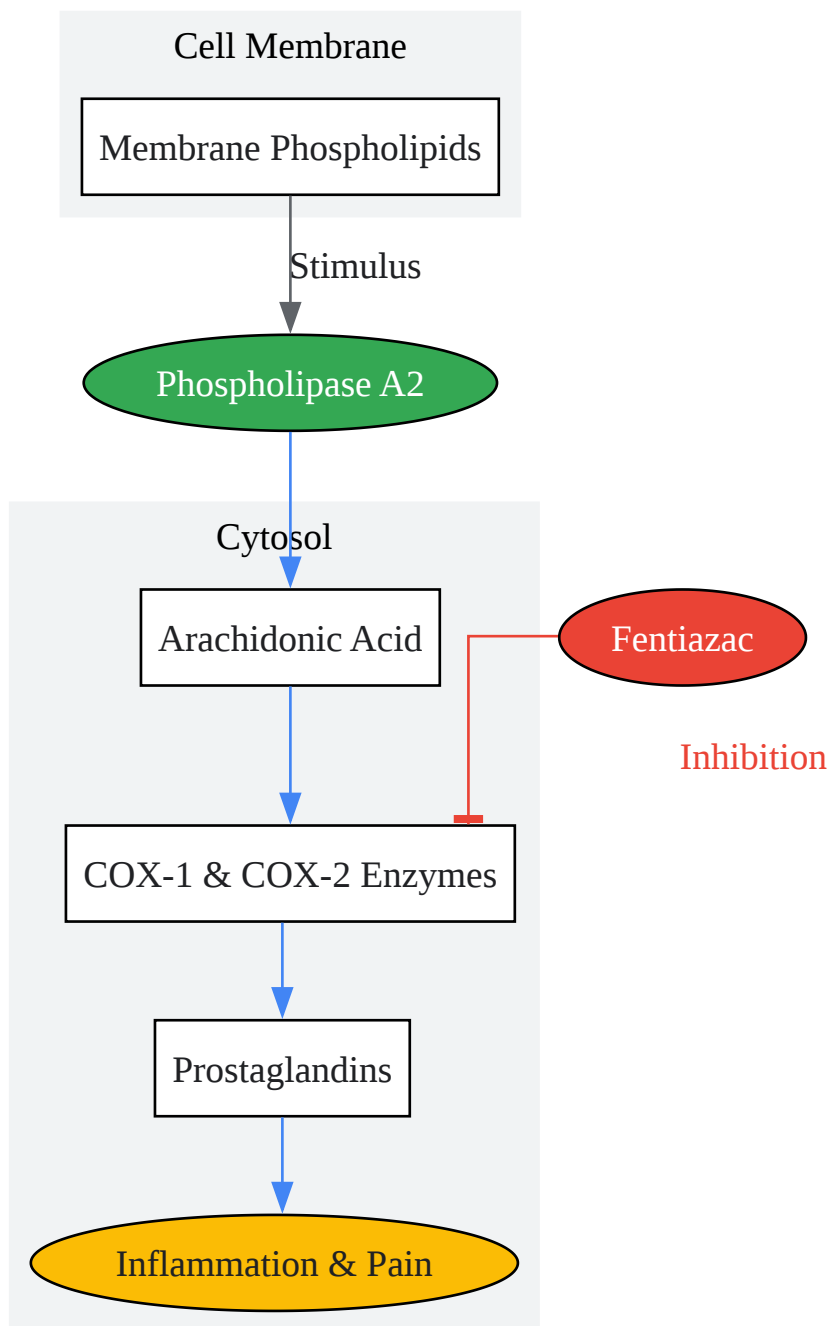 Cell Membrane
Membrane Phospholipids
Stimulus
Phospholipase A2
Cytosol
Arachidonic Acid
Fentiazac
Inhibition
COX-1 & COX-2 Enzymes
Prostaglandins
Inflammation & Pain